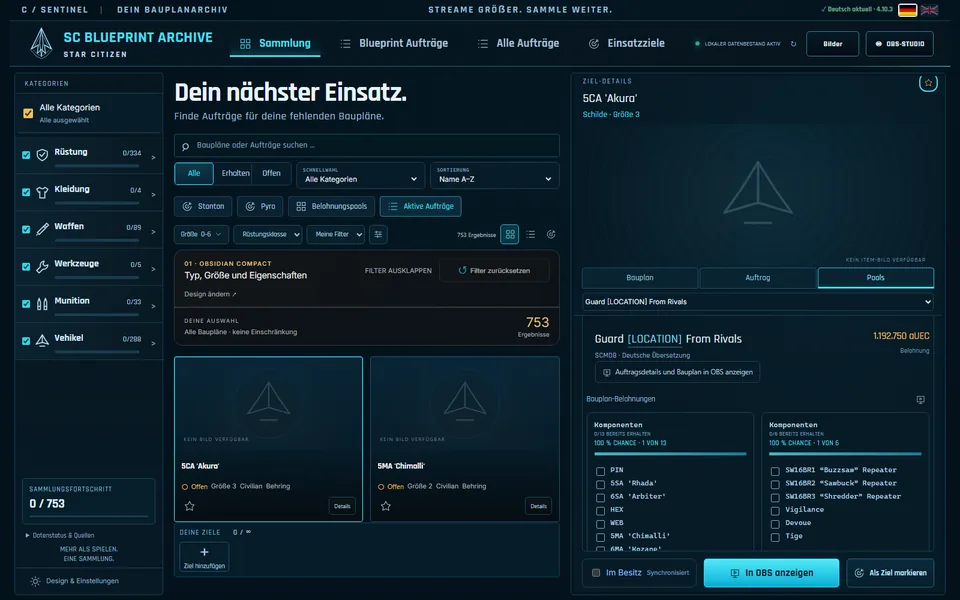 C / SENTINEL | DEIN BAUPLANARCHIV
STREAME GRÖẞER. SAMMLE WEITER.
✓ Deutsch aktuell · 4.10.3
SC BLUEPRINT ARCHIVE
STAR CITIZEN
Sammlung
Blueprint Aufträge
Alle Aufträge
Einsatzziele
LOKALER DATENBESTAND AKTIV
Bilder
OBS-STUDIO
KATEGORIEN
Alle Kategorien
Alle ausgewählt
Rüstung 0/334 >
Kleidung 0/4 >
Waffen 0/89 >
Werkzeuge 0/5 >
Munition 0/33 >
Vehikel 0/288 >
SAMMLUNGSFORTSCHRITT
0 / 753
Datenstatus & Quellen
MEHR ALS SPIELEN.
EINE SAMMLUNG.
Design & Einstellungen
Dein nächster Einsatz.
Finde Aufträge für deine fehlenden Baupläne.
Baupläne oder Aufträge suchen ...
Alle Erhalten Offen
SCHNELLWAHL
Alle Kategorien
SORTIERUNG
Name A–Z
Stanton
Pyro
Belohnungspools
Aktive Aufträge
Größe 0-6
Rüstungsklasse
Meine Filter
753 Ergebnisse
01 · OBSIDIAN COMPACT
Typ, Größe und Eigenschaften
Design ändern ↗
FILTER AUSKLAPPEN
Filter zurücksetzen
DEINE AUSWAHL
Alle Baupläne · keine Einschränkung
753
Ergebnisse
KEIN BILD VERFÜGBAR
5CA 'Akura'
Offen Größe 3 Civilian Behring
Details
KEIN BILD VERFÜGBAR
5MA 'Chimalli'
Offen Größe 2 Civilian Behring
Details
DEINE ZIELE 0 / ∞
+
Ziel hinzufügen
ZIEL-DETAILS
5CA 'Akura'
Schilde · Größe 3
KEIN ITEM-BILD VERFÜGBAR
Bauplan
Auftrag
Pools
Guard [LOCATION] From Rivals
Guard [LOCATION] From Rivals
1.192.750 aUEC
Belohnung
SCMDB · Deutsche Übersetzung
Auftragsdetails und Bauplan in OBS anzeigen
Bauplan-Belohnungen
Komponenten
0/13 BEREITS ERHALTEN
100 % CHANCE · 1 VON 13
PIN
5SA 'Rhada'
6SA 'Arbiter'
HEX
WEB
5MA 'Chimalli'
6MA 'Kozane'
Komponenten
0/6 BEREITS ERHALTEN
100 % CHANCE · 1 VON 6
SW16BR1 “Buzzsaw” Repeater
SW16BR2 “Sawbuck” Repeater
SW16BR3 “Shredder” Repeater
Vigilance
Devoue
Tige
Im Besitz Synchronisiert
In OBS anzeigen
Als Ziel markieren